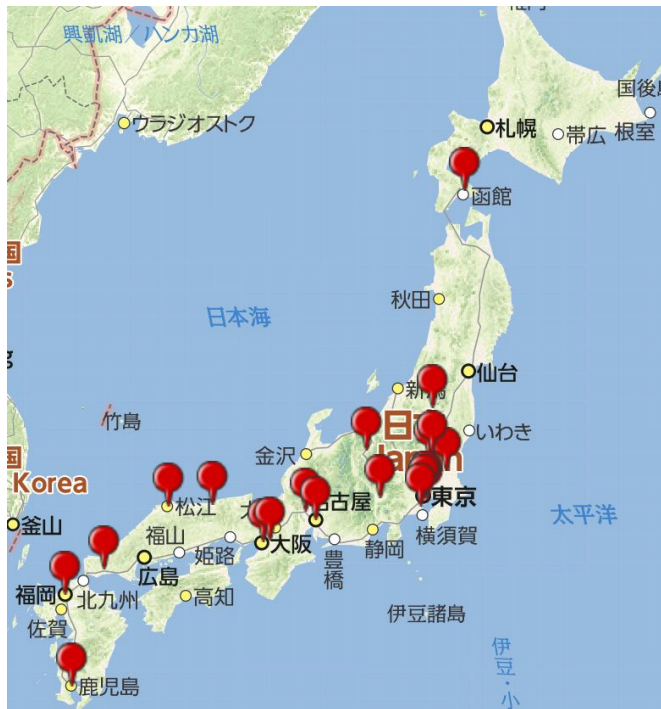 興凱湖／ハンカ湖
ウラジオストク
札幌
帯広
国後島
根室
函館
秋田
日本海
仙台
新潟
竹島
金沢
いわき
Korea
日本
Japan
松江
名古屋
東京
釜山
福山
姫路
大阪
横須賀
静岡
豊橋
太平洋
広島
福岡
北九州
高知
佐賀
伊豆諸島
伊豆・小
鹿児島